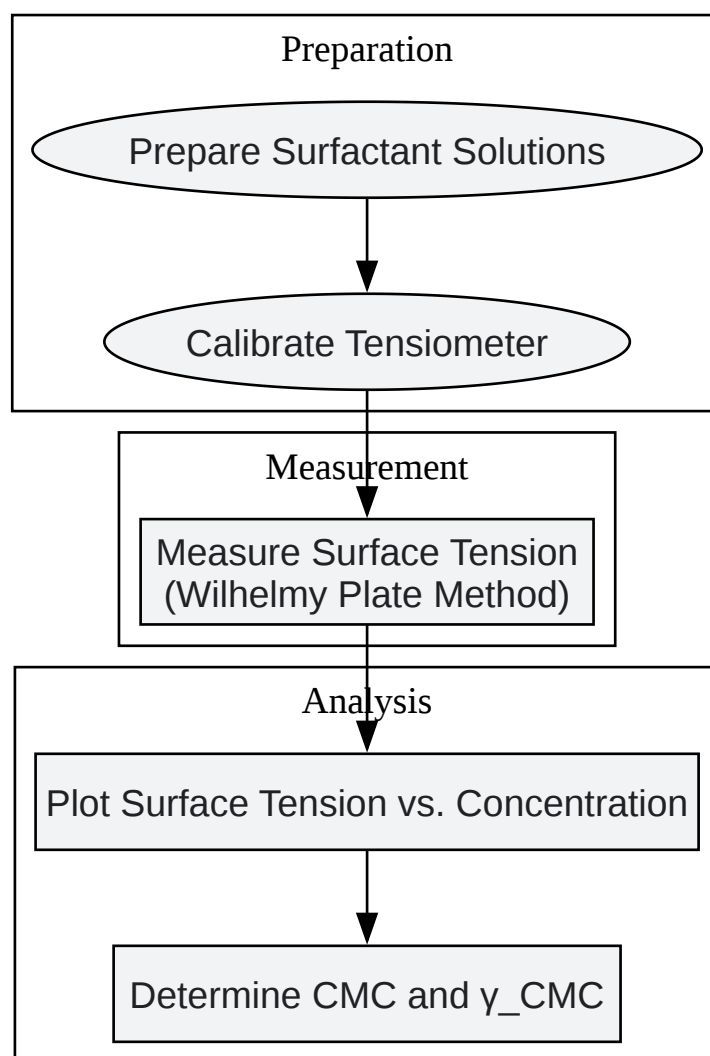 Preparation
Prepare Surfactant Solutions
Calibrate Tensiometer
Measurement
Measure Surface Tension
(Wilhelmy Plate Method)
Analysis
Plot Surface Tension vs. Concentration
Determine CMC and γ_CMC